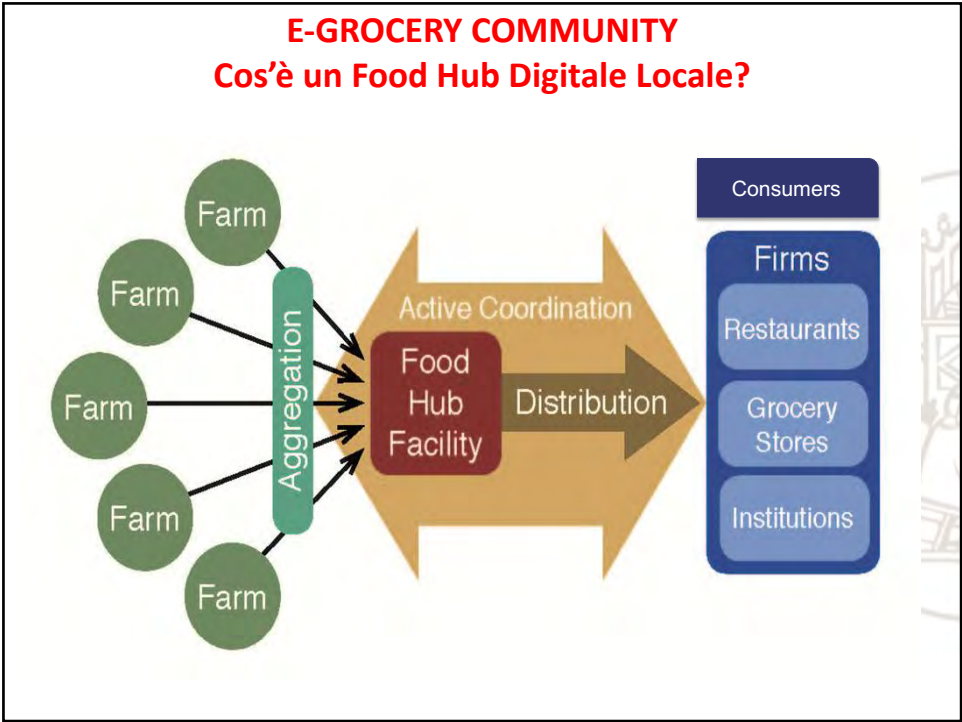 E-GROCERY COMMUNITY
Cos’è un Food Hub Digitale Locale?
Farm
Farm
Farm
Farm
Farm
Aggregation
Active Coordination
Food
Hub
Facility
Distribution
Consumers
Firms
Restaurants
Grocery
Stores
Institutions